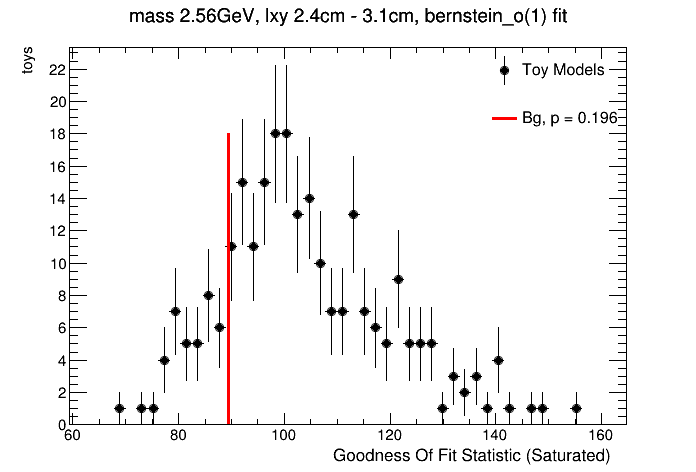 mass 2.56GeV, lxy 2.4cm - 3.1cm, bernstein_o(1) fit
toys
22
20
18
16
14
12
10
8
6
4
2
0
Toy Models
Bg, p = 0.196
60 80 100 120 140 160
Goodness Of Fit Statistic (Saturated)